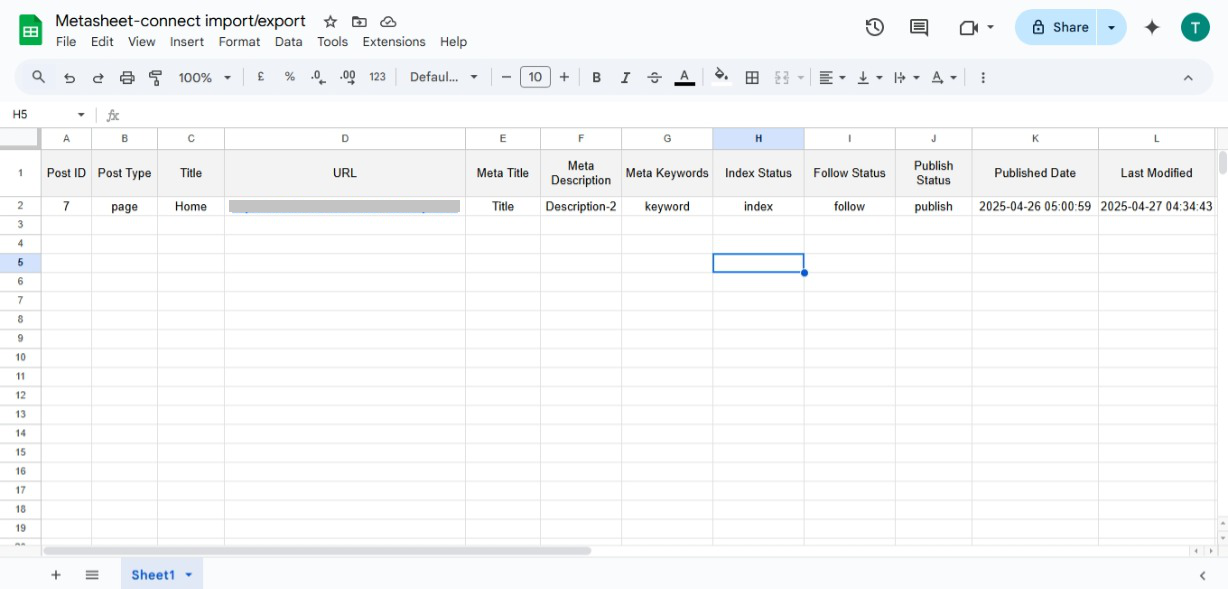 Metasheet-connect import/export
File Edit View Insert Format Data Tools Extensions Help
Share
T
100% £ % .0 .00 123 Defaul... − 10 + B I S A
H5 fx
A B C D E F G H I J K L
1 Post ID Post Type Title URL Meta Title Meta Description Meta Keywords Index Status Follow Status Publish Status Published Date Last Modified
2 7 page Home Title Description-2 keyword index follow publish 2025-04-26 05:00:59 2025-04-27 04:34:43
3
4
5
6
7
8
9
10
11
12
13
14
15
16
17
18
19
Sheet1